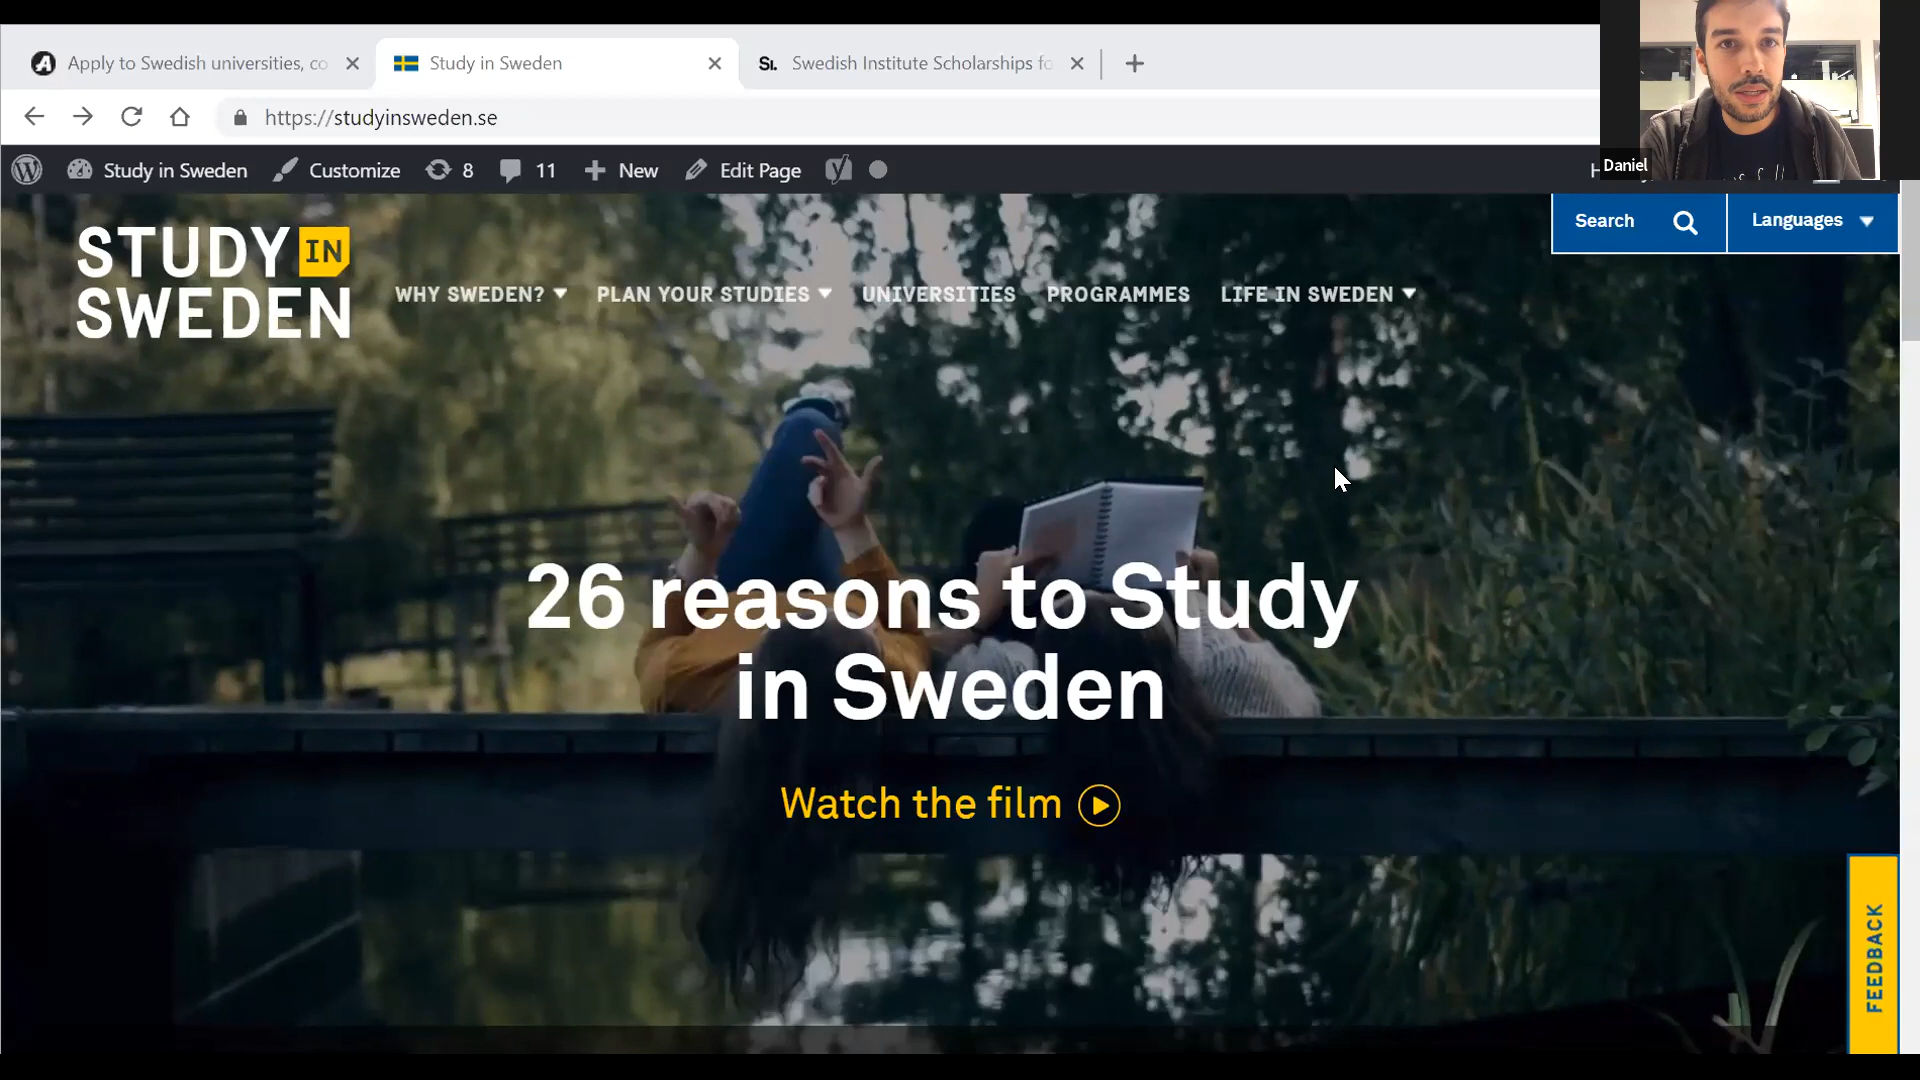 Apply to Swedish universities, co
Study in Sweden
Swedish Institute Scholarships fo
https://studyinsweden.se
Daniel
Study in Sweden
Customize
8
11
New
Edit Page
Search
Languages
STUDY IN
SWEDEN
WHY SWEDEN?
PLAN YOUR STUDIES
UNIVERSITIES
PROGRAMMES
LIFE IN SWEDEN
26 reasons to Study
in Sweden
Watch the film
FEEDBACK